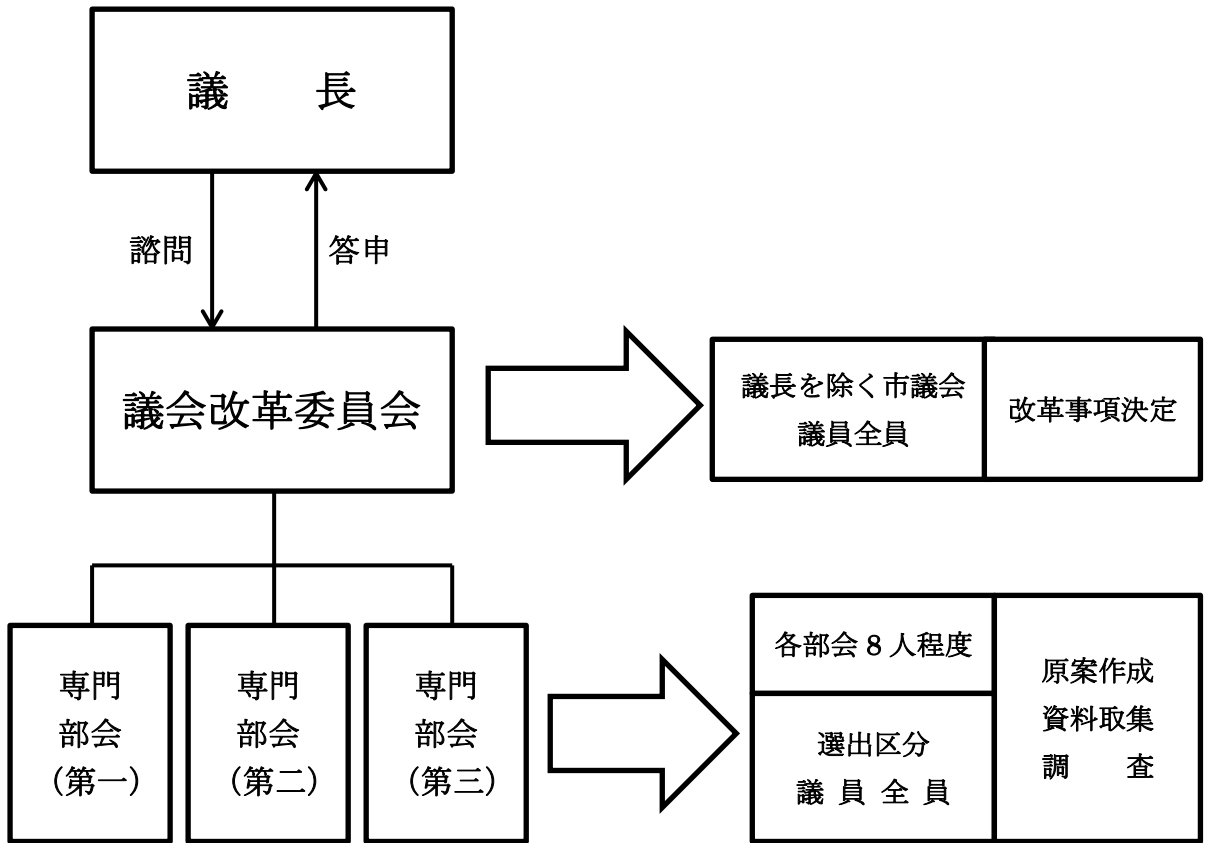 議　　長
諮問
答申
議会改革委員会
議長を除く市議会
議員全員
改革事項決定
専門
部会
（第一）
専門
部会
（第二）
専門
部会
（第三）
各部会８人程度
選出区分
議 員 全 員
原案作成
資料取集
調　　査